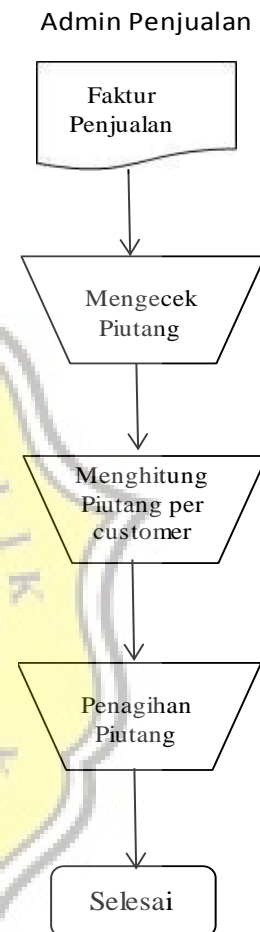 Admin Penjualan
Faktur
Penjualan
Mengecek
Piutang
Menghitung
Piutang per
customer
Penagihan
Piutang
Selesai